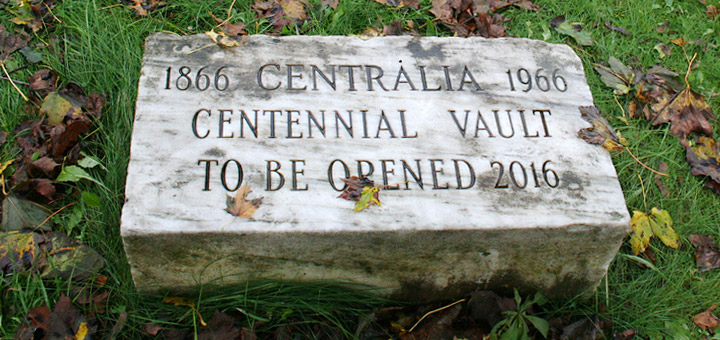 1866 CENTRALIA 1966
CENTENNIAL VAULT
TO BE OPENED 2016